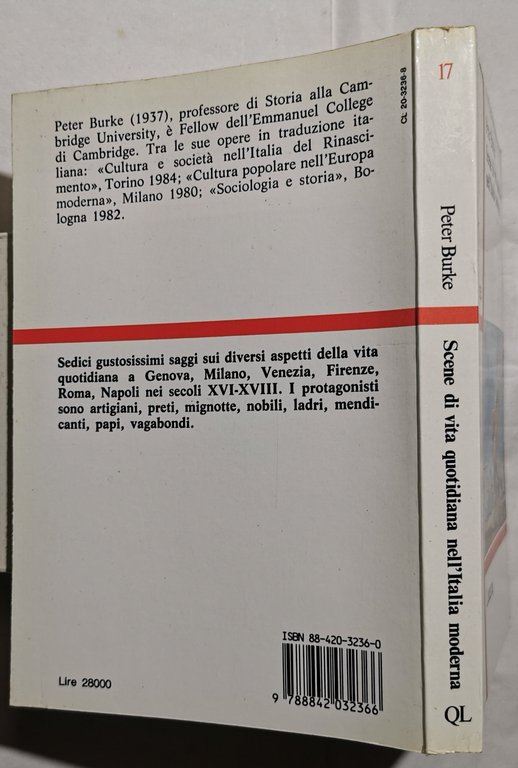 Peter Burke (1937), professore di Storia alla Cam-
bridge University, è Fellow dell'Emmanuel College
di Cambridge. Tra le sue opere in traduzione ita-
liana: «Cultura e società nell'Italia del Rinasci-
mento», Torino 1984; «Cultura popolare nell'Europa
moderna», Milano 1980; «Sociologia e storia», Bo-
logna 1982.
CL 20-3236-8
Sedici gustosissimi saggi sui diversi aspetti della vita
quotidiana a Genova, Milano, Venezia, Firenze,
Roma, Napoli nei secoli XVI-XVIII. I protagonisti
sono artigiani, preti, mignotte, nobili, ladri, mendi-
canti, papi, vagabondi.
Lire 28000
ISBN 88-420-3236-0
9 788842 032366
17
Peter Burke
Scene di vita quotidiana nell'Italia moderna
QL